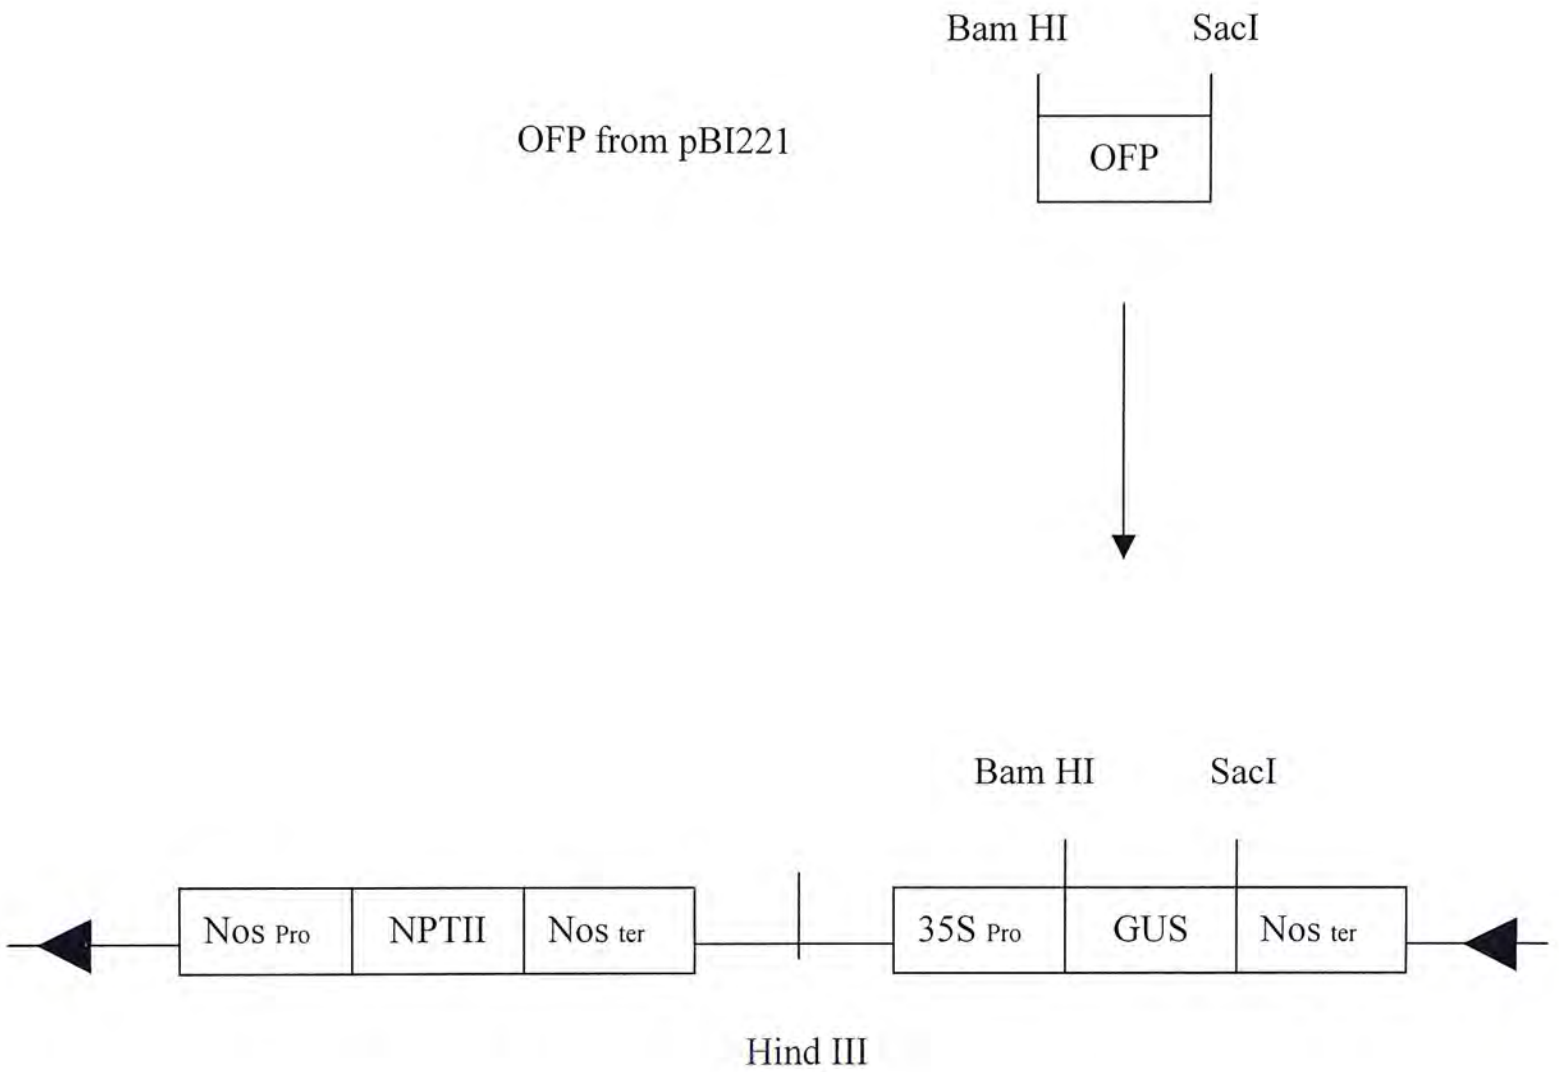 Bam HI SacI
OFP from pBI221
OFP
Bam HI SacI
Nos Pro NPTII Nos ter 35S Pro GUS Nos ter
Hind III